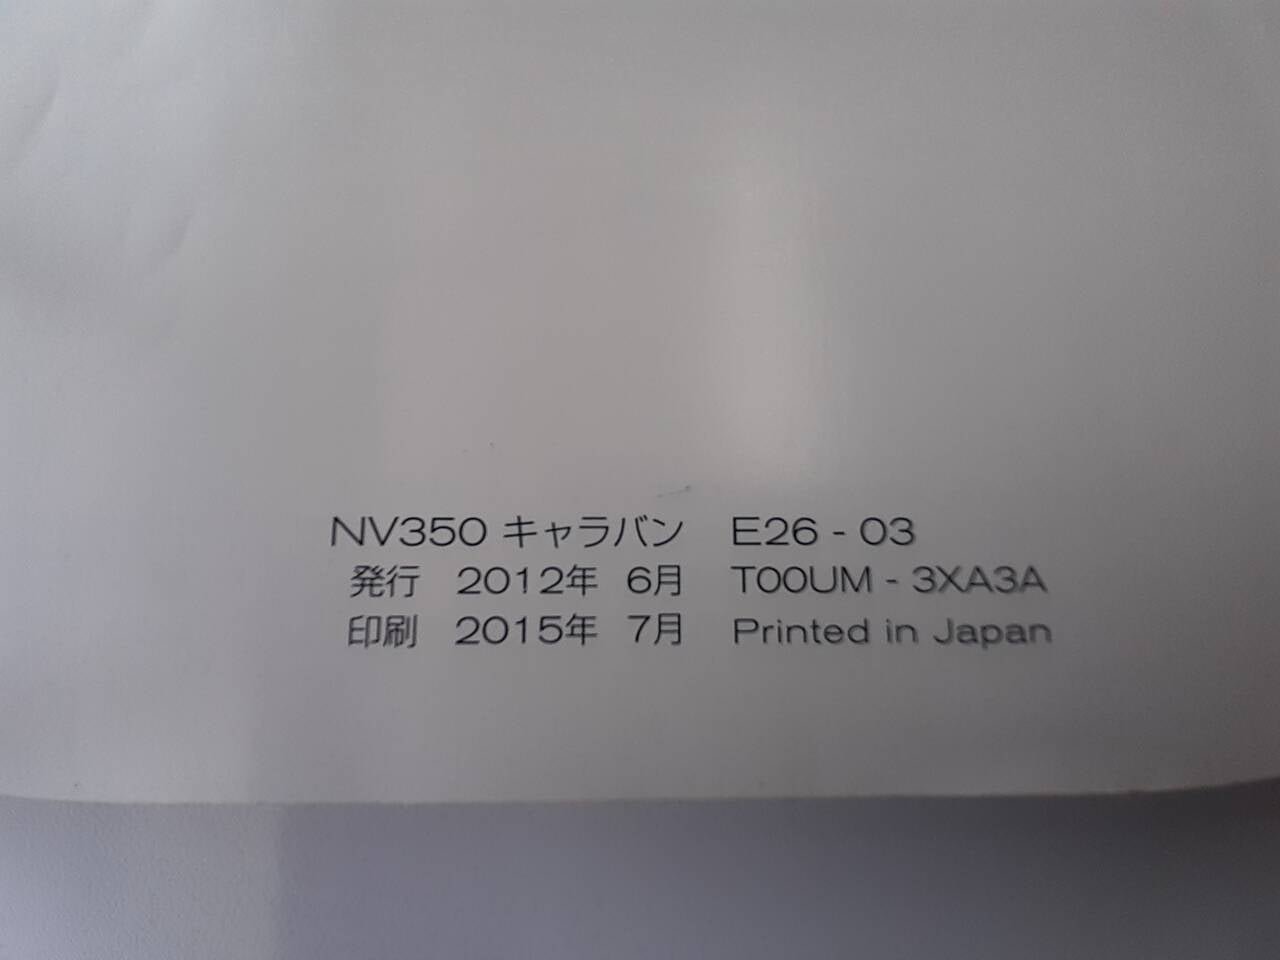 NV350 キャラバン E26 - 03
発行 2012年 6月 T00UM - 3XA3A
印刷 2015年 7月 Printed in Japan